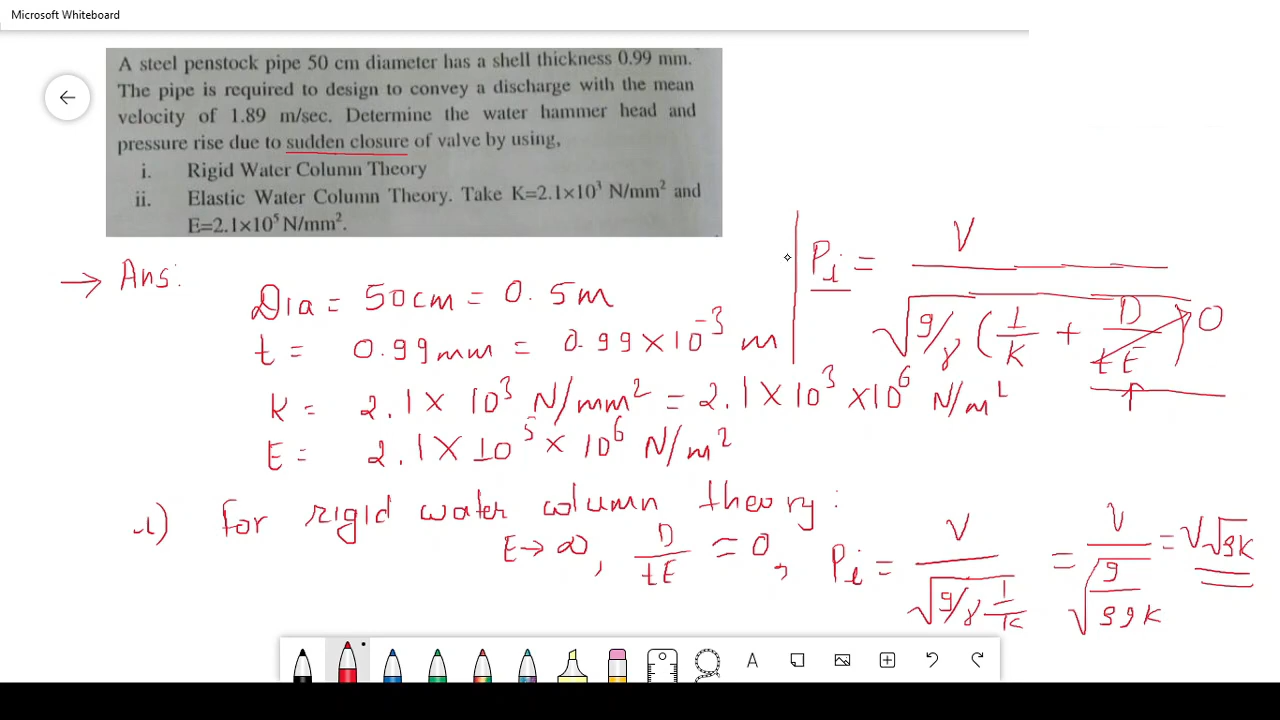 Microsoft Whiteboard
A steel penstock pipe 50 cm diameter has a shell thickness 0.99 mm.
The pipe is required to design to convey a discharge with the mean
velocity of 1.89 m/sec. Determine the water hammer head and
pressure rise due to sudden closure of valve by using,
i. Rigid Water Column Theory
ii. Elastic Water Column Theory. Take K=2.1×10³ N/mm² and
E=2.1×10⁵ N/mm².
→ Ans:
Dia = 50cm = 0.5m
t = 0.99mm = 0.99×10⁻³ m
K = 2.1 × 10³ N/mm² = 2.1 × 10³ × 10⁶ N/m²
E = 2.1 × 10⁵ × 10⁶ N/m²
Pi = V / √(g/γ (1/K + D/tE)) 0
i) For rigid water column theory:
E → ∞, D/tE = 0, Pi = V / √(g/γ 1/K) = V / √(g/ρgK) = V√ρK
A